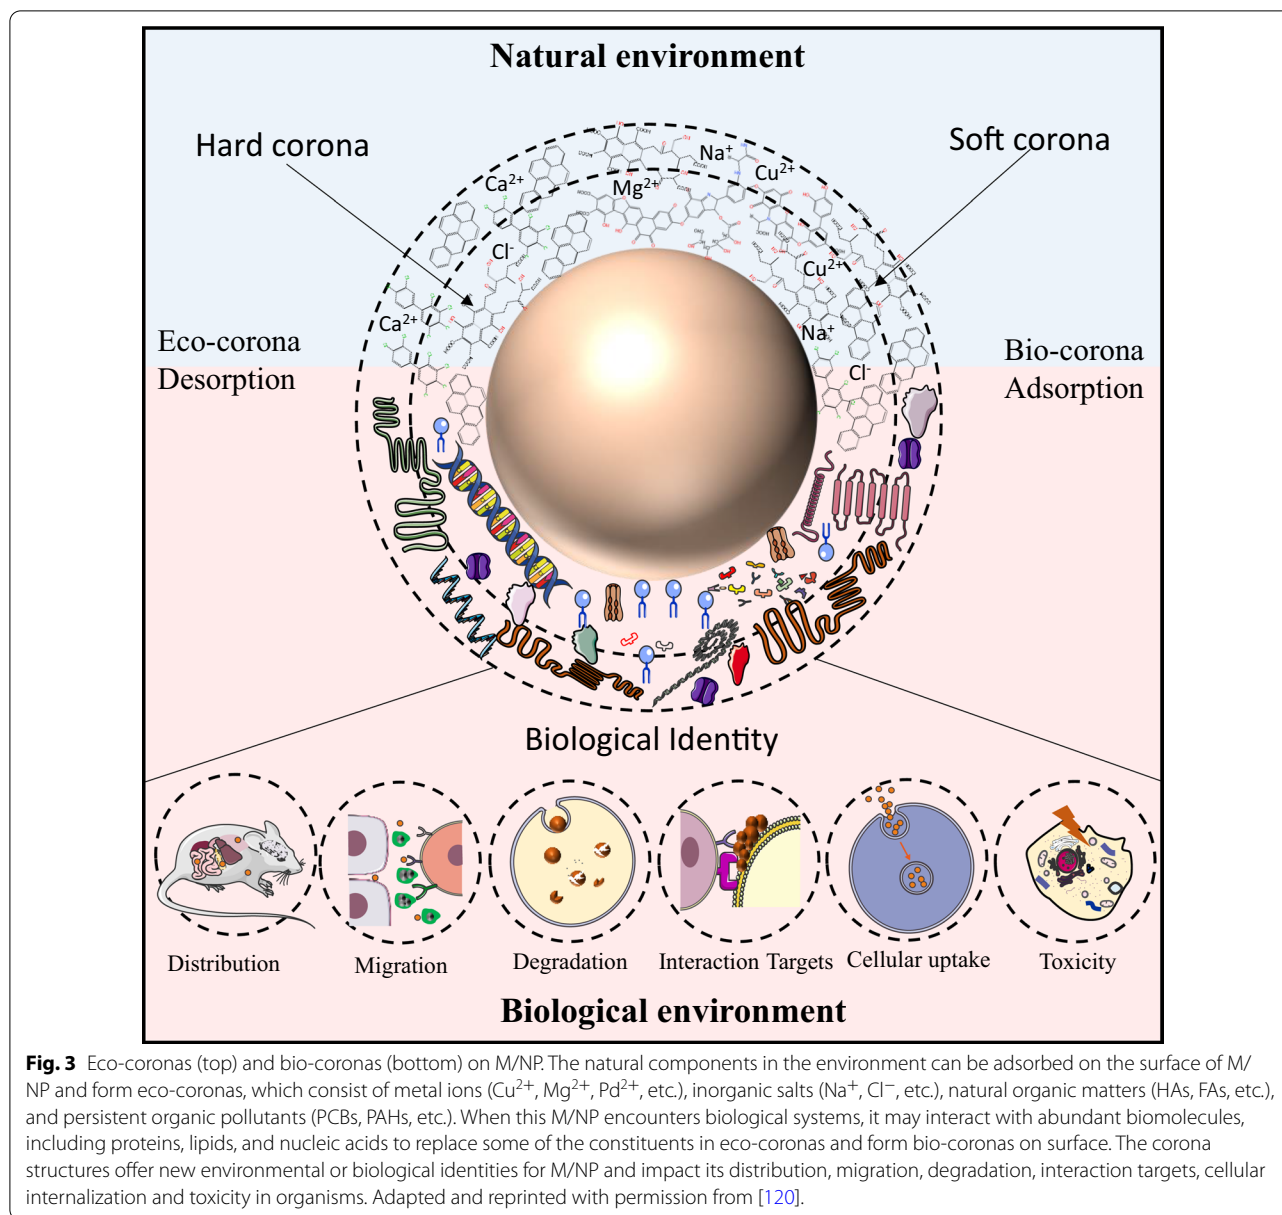 Natural environment
Hard corona
Soft corona
Na+
Cu2+
Ca2+
Mg2+
Cl-
Cu2+
Ca2+
Na+
Cl-
Eco-corona
Desorption
Bio-corona
Adsorption
Biological Identity
Distribution
Migration
Degradation
Interaction Targets
Cellular uptake
Toxicity
Biological environment
Fig. 3 Eco-coronas (top) and bio-coronas (bottom) on M/NP. The natural components in the environment can be adsorbed on the surface of M/
NP and form eco-coronas, which consist of metal ions (Cu2+, Mg2+, Pd2+, etc.), inorganic salts (Na+, Cl−, etc.), natural organic matters (HAs, FAs, etc.),
and persistent organic pollutants (PCBs, PAHs, etc.). When this M/NP encounters biological systems, it may interact with abundant biomolecules,
including proteins, lipids, and nucleic acids to replace some of the constituents in eco-coronas and form bio-coronas on surface. The corona
structures offer new environmental or biological identities for M/NP and impact its distribution, migration, degradation, interaction targets, cellular
internalization and toxicity in organisms. Adapted and reprinted with permission from [120].